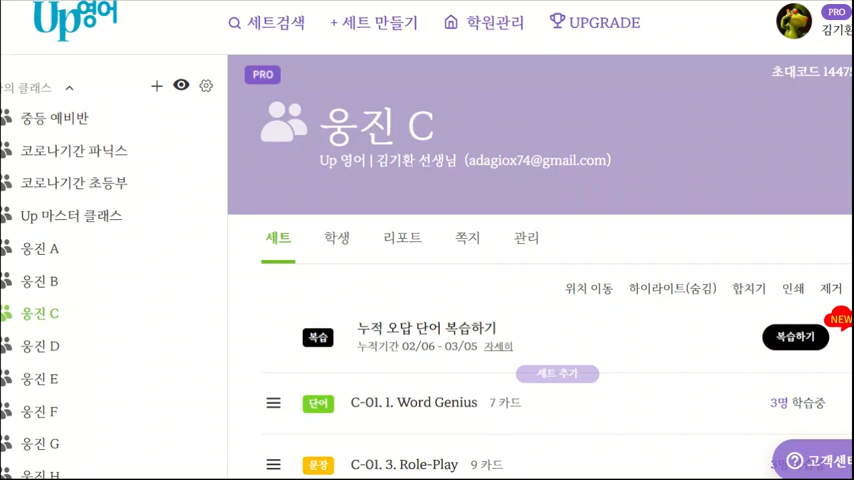 Up영어
세트검색
+ 세트 만들기
학원관리
UPGRADE
PRO
김기환
의 클래스
중등 예비반
코로나기간 파닉스
코로나기간 초등부
Up 마스터 클래스
웅진 A
웅진 B
웅진 C
웅진 D
웅진 E
웅진 F
웅진 G
웅진 H
PRO
초대코드 1447
웅진 C
Up 영어 | 김기환 선생님 (adagiox74@gmail.com)
세트 학생 리포트 쪽지 관리
위치 이동 하이라이트(숨김) 합치기 인쇄 제거
복습
누적 오답 단어 복습하기
누적기간 02/06 - 03/05 자세히
NEW
복습하기
세트 추가
단어 C-01. 1. Word Genius 7 카드
3명 학습중
문장 C-01. 3. Role-Play 9 카드
고객센터